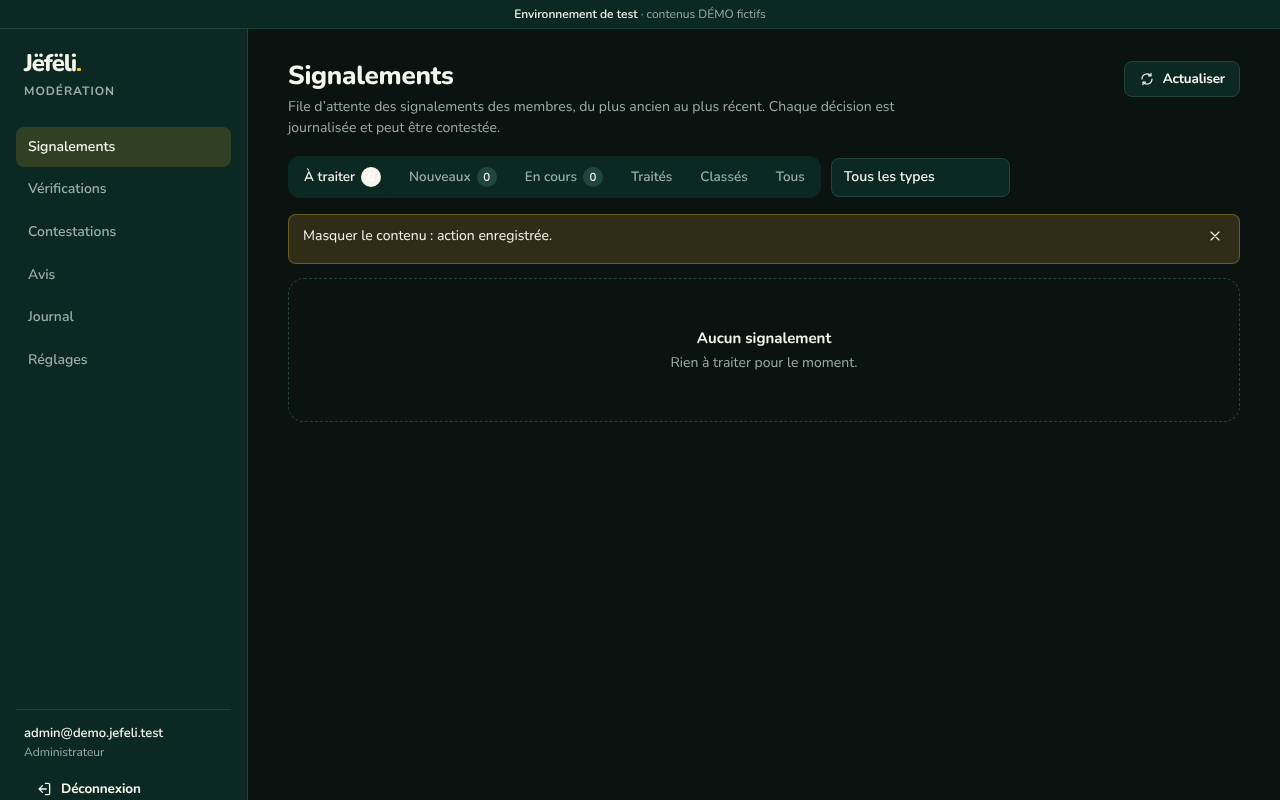 Environnement de test · contenus DÉMO fictifs
Jëfëli.
MODÉRATION
Signalements
Vérifications
Contestations
Avis
Journal
Réglages
admin@demo.jefeli.test
Administrateur
Déconnexion
Signalements
Actualiser
File d’attente des signalements des membres, du plus ancien au plus récent. Chaque décision est
journalisée et peut être contestée.
À traiter
Nouveaux 0
En cours 0
Traités
Classés
Tous
Tous les types
Masquer le contenu : action enregistrée.
Aucun signalement
Rien à traiter pour le moment.